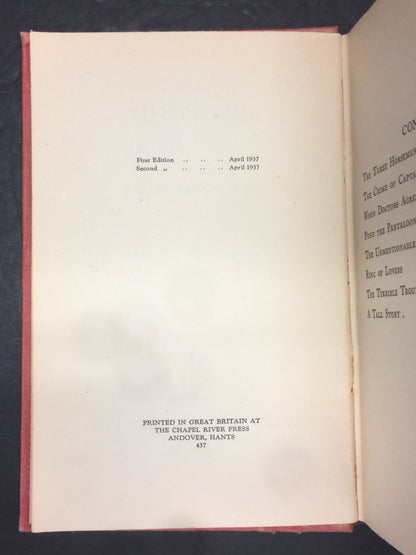 First Edition .. .. .. April 1937
Second „ .. .. .. April 1937
PRINTED IN GREAT BRITAIN AT
THE CHAPEL RIVER PRESS
ANDOVER, HANTS
437
CON
The Three Horsemen
The Crime of Capta
When Doctors Agre
Pond the Pantaloon
The Unmentionable
Ring of Lovers
The Terrible Trou
A Tall Story .